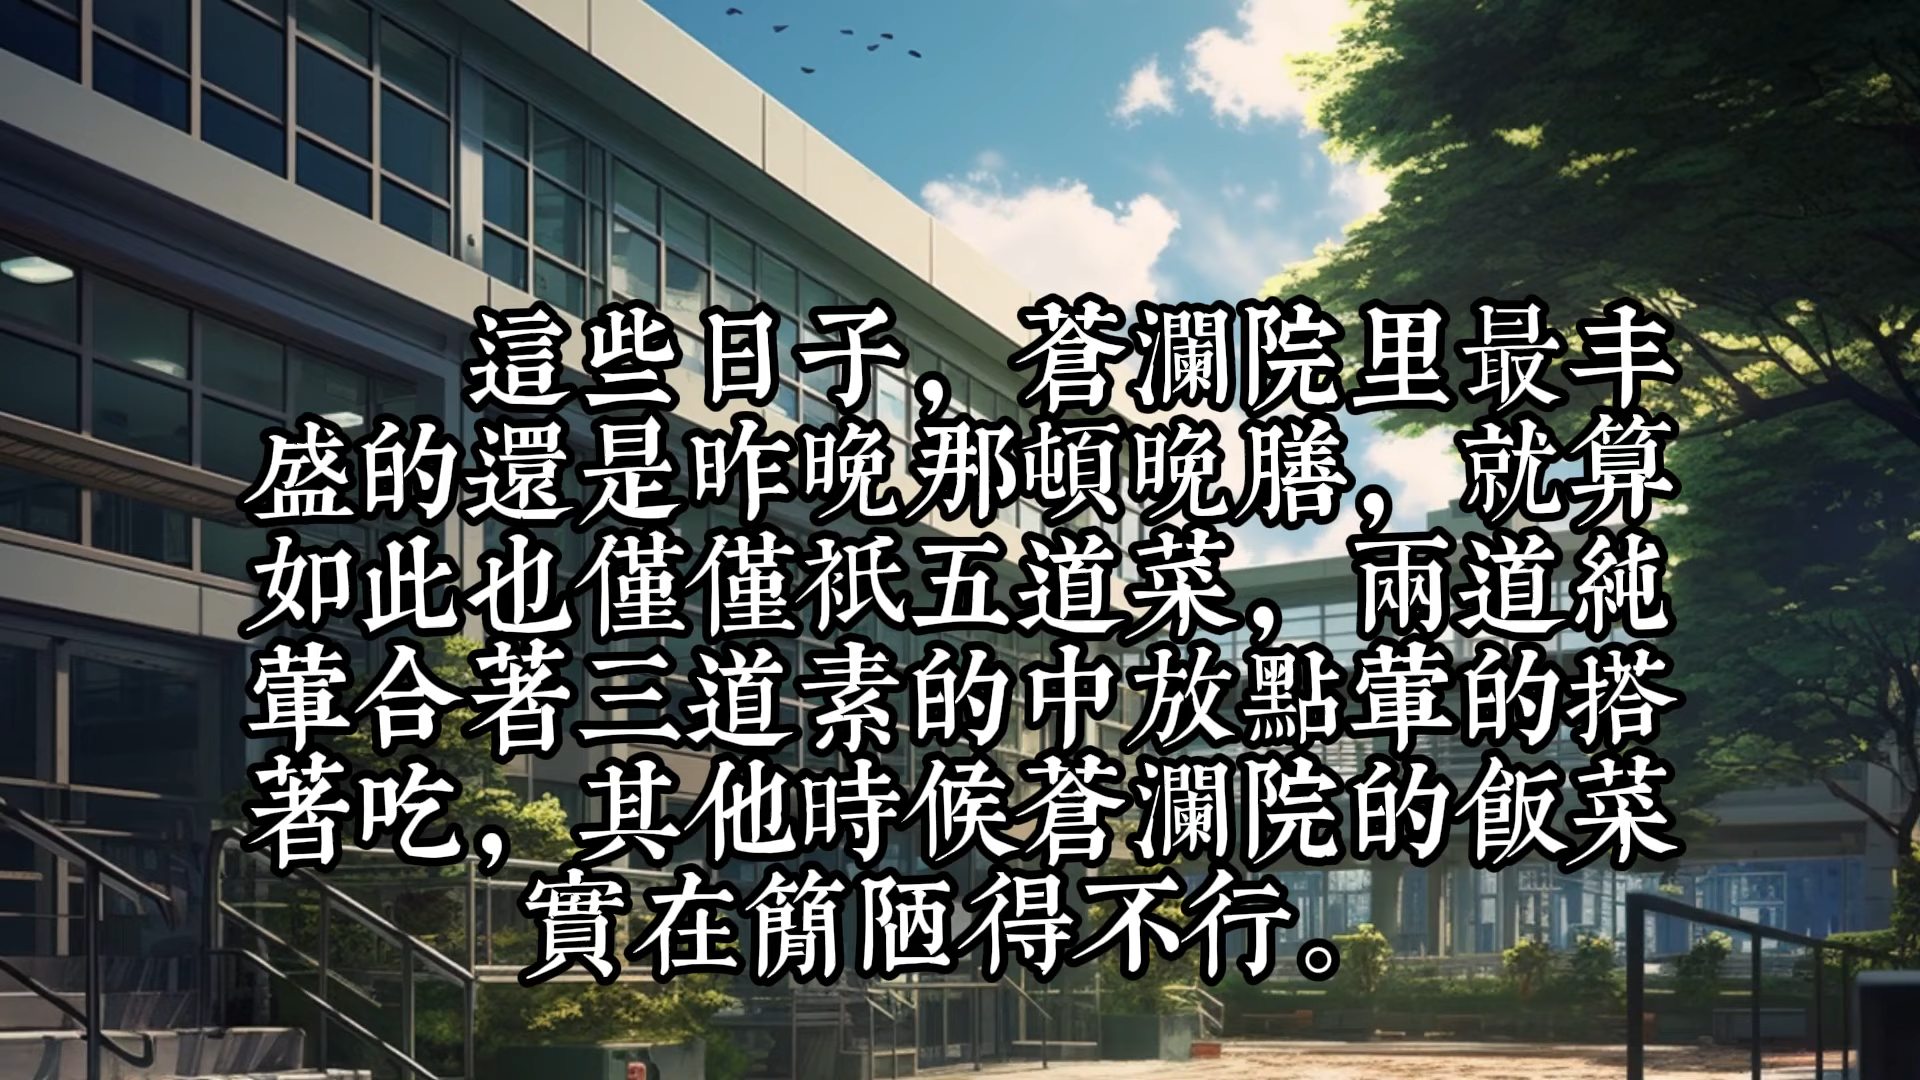 這些日子，蒼瀾院里最丰
盛的還是昨晚那頓晚膳，就算
如此也僅僅衹五道菜，兩道純
葷合著三道素的中放點葷的搭
著吃，其他時候蒼瀾院的飯菜
實在簡陋得不行。